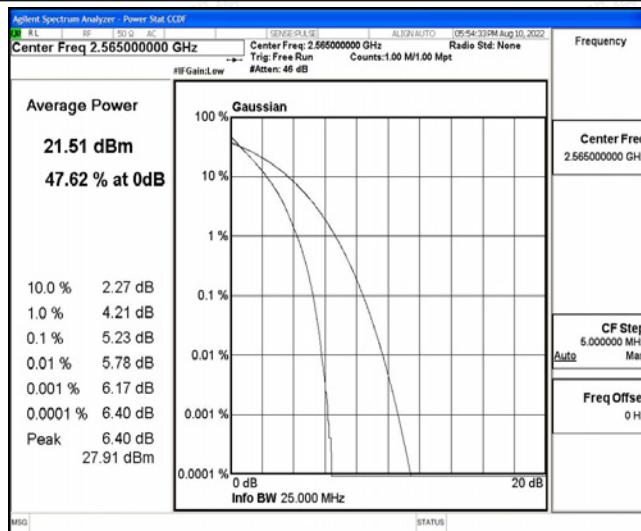 Agilent Spectrum Analyzer - Power Stat CCDF
RL RF 50 Ω AC SENSE:PULSE ALIGN AUTO 05:54:33 PM Aug 10, 2022
Center Freq 2.565000000 GHz
Center Freq: 2.565000000 GHz Radio Std: None
Trig: Free Run Counts:1.00 M/1.00 Mpt
#IFGain:Low #Atten: 46 dB
Frequency
Average Power
21.51 dBm
47.62 % at 0dB
10.0 % 2.27 dB
1.0 % 4.21 dB
0.1 % 5.23 dB
0.01 % 5.78 dB
0.001 % 6.17 dB
0.0001 % 6.40 dB
Peak 6.40 dB
27.91 dBm
Gaussian
100 %
10 %
1 %
0.1 %
0.01 %
0.001 %
0.0001 %
0 dB 20 dB
Info BW 25.000 MHz
Center Fre
2.565000000 GH
CF Ste
5.000000 MH
Auto Ma
Freq Offse
0 H
MSG STATUS